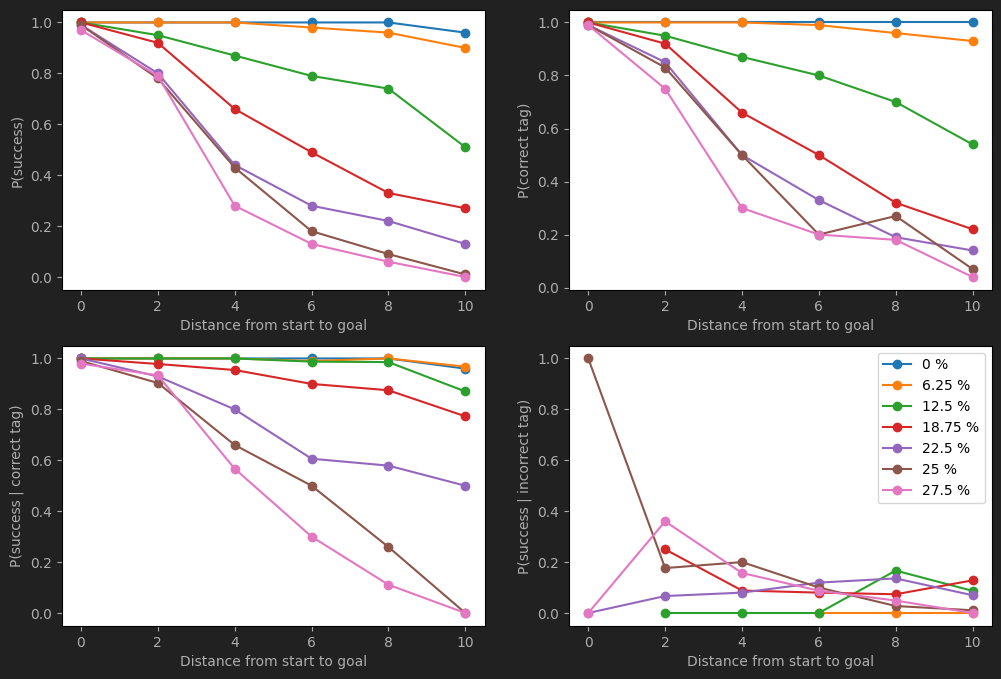 P(success)
1.0
0.8
0.6
0.4
0.2
0.0
0 2 4 6 8 10
Distance from start to goal
P(correct tag)
1.0
0.8
0.6
0.4
0.2
0.0
0 2 4 6 8 10
Distance from start to goal
P(success | correct tag)
1.0
0.8
0.6
0.4
0.2
0.0
0 2 4 6 8 10
Distance from start to goal
P(success | incorrect tag)
1.0
0.8
0.6
0.4
0.2
0.0
0 2 4 6 8 10
Distance from start to goal
0 %
6.25 %
12.5 %
18.75 %
22.5 %
25 %
27.5 %